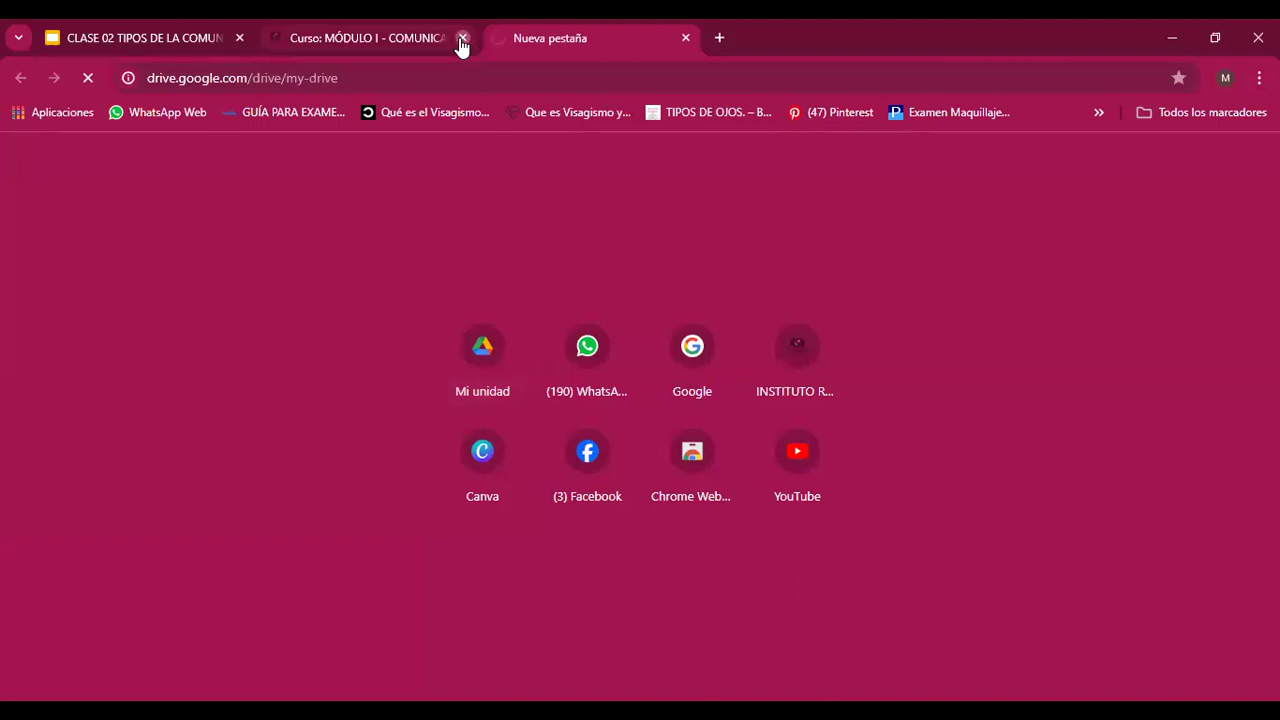 CLASE 02 TIPOS DE LA COMUN
Curso: MÓDULO I - COMUNICA
Nueva pestaña
drive.google.com/drive/my-drive
M
Aplicaciones
WhatsApp Web
GUÍA PARA EXAME...
Qué es el Visagismo...
Que es Visagismo y...
TIPOS DE OJOS. – B...
(47) Pinterest
Examen Maquillaje...
»
Todos los marcadores
Mi unidad
(190) WhatsA...
Google
INSTITUTO R...
Canva
(3) Facebook
Chrome Web...
YouTube